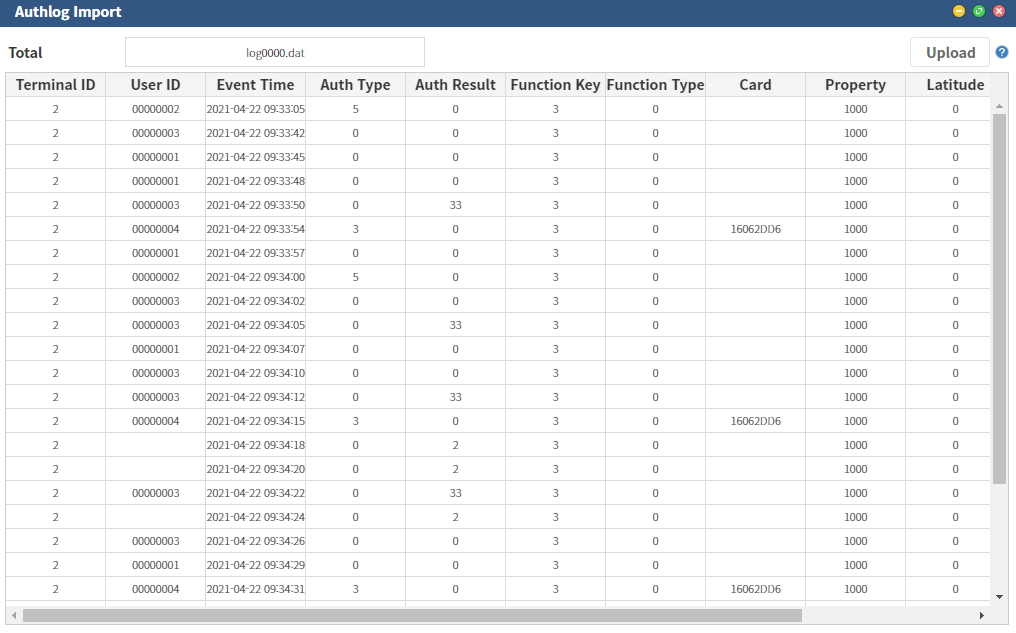 Authlog Import
Total log0000.dat Upload
Terminal ID User ID Event Time Auth Type Auth Result Function Key Function Type Card Property Latitude
2 00000002 2021-04-22 09:33:05 5 0 3 0 1000 0
2 00000003 2021-04-22 09:33:42 0 0 3 0 1000 0
2 00000001 2021-04-22 09:33:45 0 0 3 0 1000 0
2 00000001 2021-04-22 09:33:48 0 0 3 0 1000 0
2 00000003 2021-04-22 09:33:50 0 33 3 0 1000 0
2 00000004 2021-04-22 09:33:54 3 0 3 0 16062DD6 1000 0
2 00000001 2021-04-22 09:33:57 0 0 3 0 1000 0
2 00000002 2021-04-22 09:34:00 5 0 3 0 1000 0
2 00000003 2021-04-22 09:34:02 0 0 3 0 1000 0
2 00000003 2021-04-22 09:34:05 0 33 3 0 1000 0
2 00000001 2021-04-22 09:34:07 0 0 3 0 1000 0
2 00000003 2021-04-22 09:34:10 0 0 3 0 1000 0
2 00000003 2021-04-22 09:34:12 0 33 3 0 1000 0
2 00000004 2021-04-22 09:34:15 3 0 3 0 16062DD6 1000 0
2 2021-04-22 09:34:18 0 2 3 0 1000 0
2 2021-04-22 09:34:20 0 2 3 0 1000 0
2 00000003 2021-04-22 09:34:22 0 33 3 0 1000 0
2 2021-04-22 09:34:24 0 2 3 0 1000 0
2 00000003 2021-04-22 09:34:26 0 0 3 0 1000 0
2 00000001 2021-04-22 09:34:29 0 0 3 0 1000 0
2 00000004 2021-04-22 09:34:31 3 0 3 0 16062DD6 1000 0